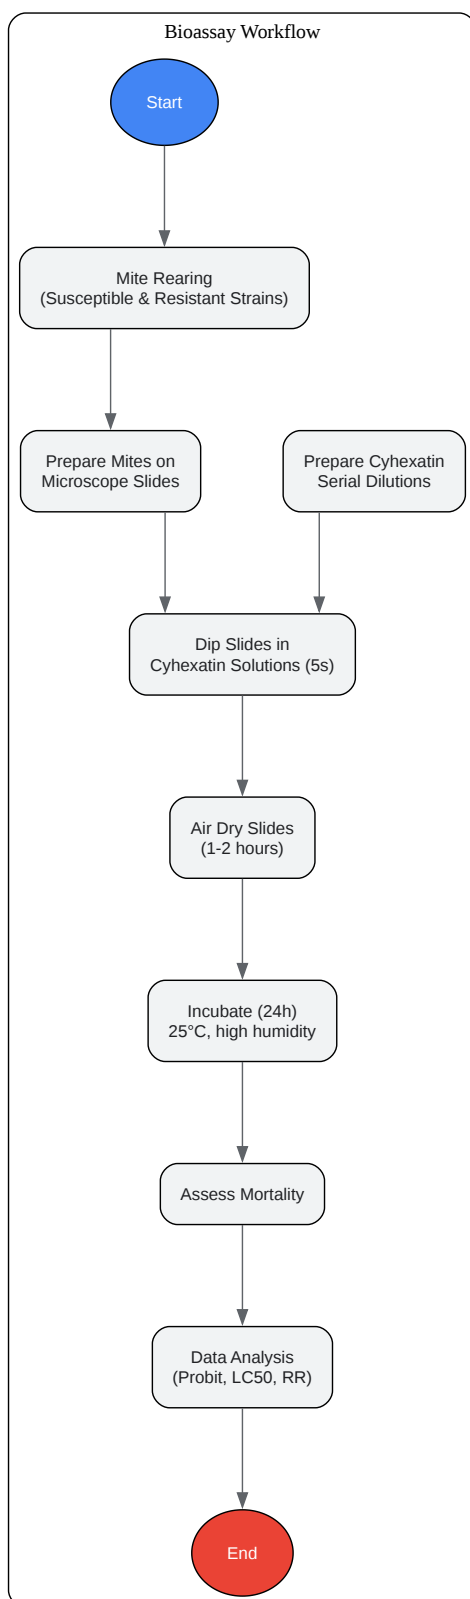 Bioassay Workflow
Start
Mite Rearing
(Susceptible & Resistant Strains)
Prepare Mites on
Microscope Slides
Prepare Cyhexatin
Serial Dilutions
Dip Slides in
Cyhexatin Solutions (5s)
Air Dry Slides
(1-2 hours)
Incubate (24h)
25°C, high humidity
Assess Mortality
Data Analysis
(Probit, LC50, RR)
End